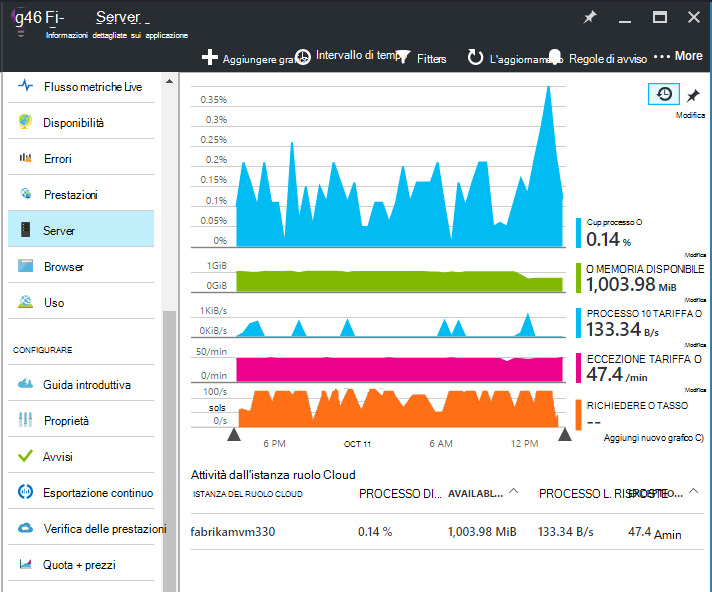 g46 Fi-
Server
Informazioni dettagliate sui applicazione
Aggiungere grafico
Intervallo di temp
Fitters
L'aggiornamento
Regole di avviso
More
Flusso metriche Live
Disponibilità
Errori
Prestazioni
Server
Browser
Uso
CONFIGURARE
Guida introduttiva
Proprietà
Avvisi
Esportazione continuo
Verifica delle prestazioni
Quota + prezzi
Modifica
0.35%
0.3%
0.25%
0.2%
0.15%
0.1%
0.05%
0%
Cup processo O
0.14 %
Modifica
1GiB
0GiB
O MEMORIA DISPONIBILE
1,003.98 MiB
Modifica
1KiB/s
0KiB/s
PROCESSO 10 TARIFFA O
133.34 B/s
Modifica
50/min
0/min
ECCEZIONE TARIFFA O
47.4 /min
Modifica
100/s
sols
0/s
RICHIEDERE O TASSO
--
6 PM
OCT 11
6 AM
12 PM
Aggiungi nuovo grafico C)
Attività dall'istanza ruolo Cloud
ISTANZA DEL RUOLO CLOUD
PROCESSO DI...
AVAILABL...
PROCESSO L.
fabrikamvm330
0.14 %
1,003.98 MiB
133.34 B/s
47.4 Amin